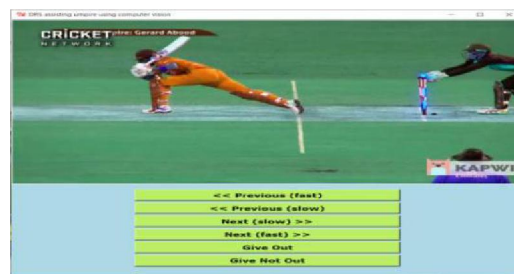 DRS assisting umpire using computer vision
CRICKET pire: Gerard Abood
NETWORK
KAPWI
<< Previous (fast)
<< Previous (slow)
Next (slow) >>
Next (fast) >>
Give Out
Give Not Out